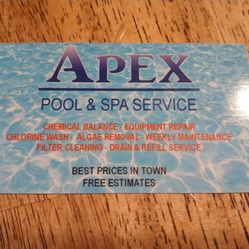 APEX
POOL & SPA SERVICE
CHEMICAL BALANCE - EQUIPMENT REPAIR
CHLORINE WASH - ALGAE REMOVAL - WEEKLY MAINTENANCE
FILTER CLEANING - DRAIN & REFILL SERVICE
BEST PRICES IN TOWN
FREE ESTIMATES